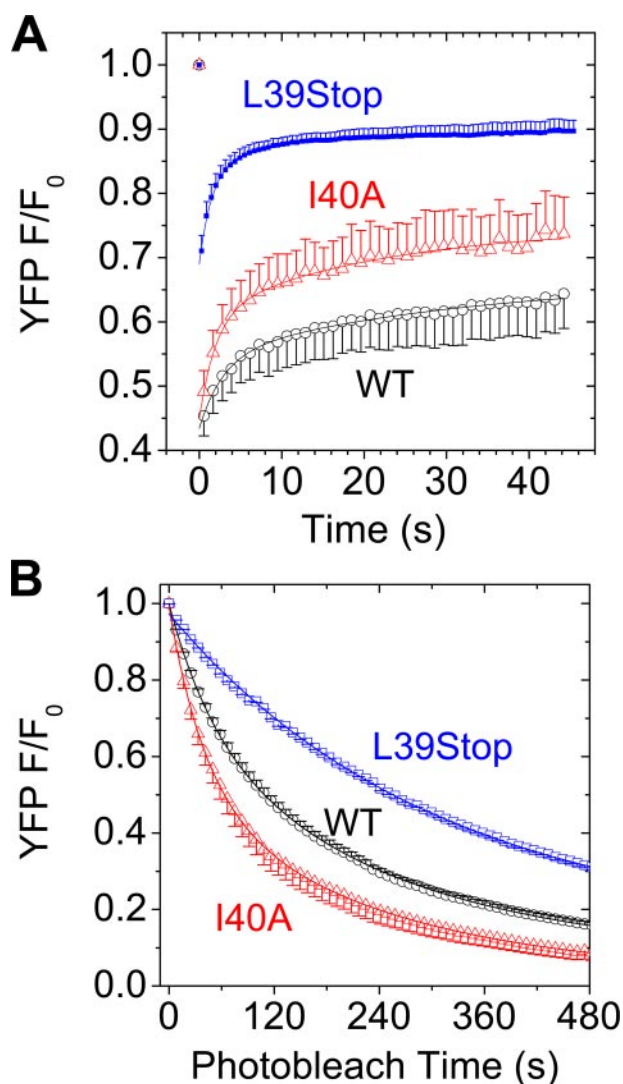 A
YFP F/F0
1.0
0.9
0.8
0.7
0.6
0.5
0.4
L39Stop
I40A
WT
0 10 20 30 40
Time (s)
B
YFP F/F0
1.0
0.8
0.6
0.4
0.2
0.0
L39Stop
WT
I40A
0 120 240 360 480
Photobleach Time (s)